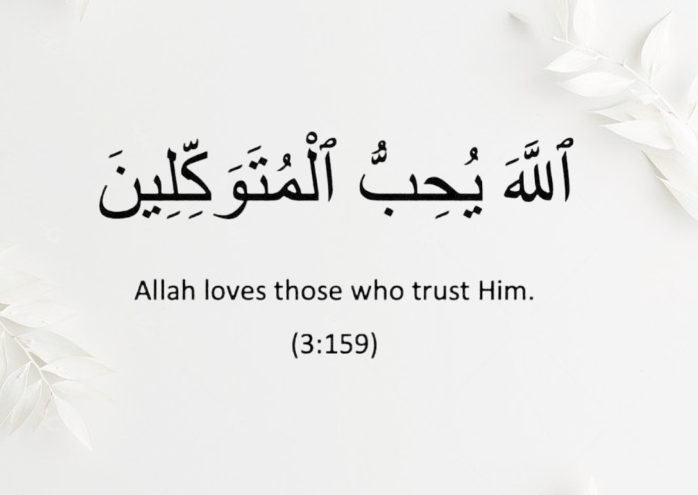 ٱللَّهَ يُحِبُّ ٱلْمُتَوَكِّلِينَ
Allah loves those who trust Him.
(3:159)